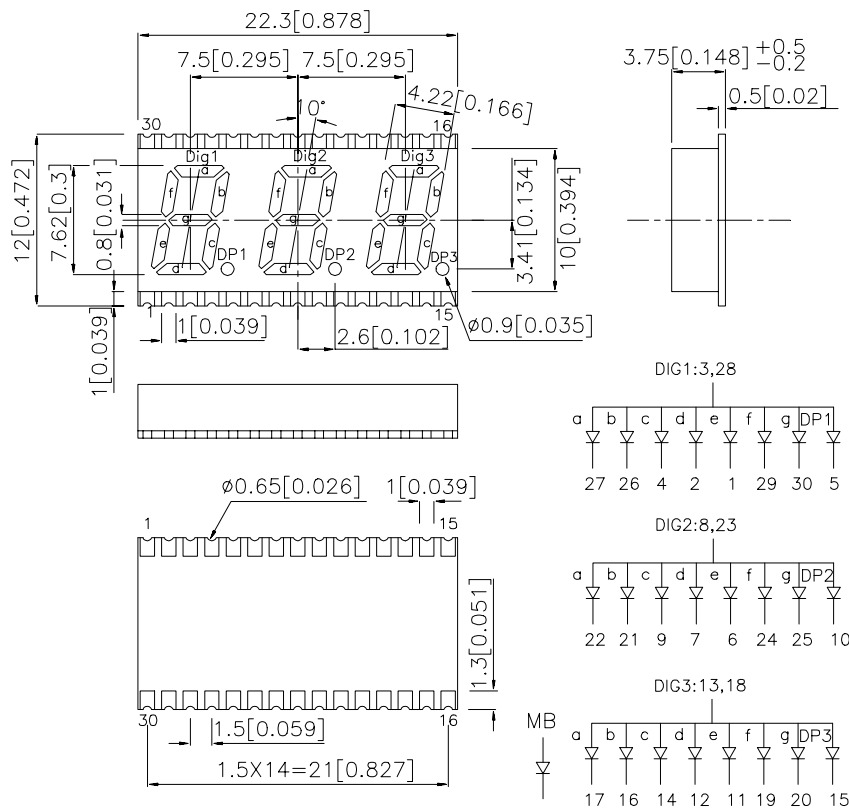 22.3[0.878]
7.5[0.295] 7.5[0.295]
3.75[0.148] +0.5 −0.2
0.5[0.02]
4.22[0.166]
10°
30 16
Dig1 Dig2 Dig3
a a a
f b f b f b
g g g
e c e c e c
d d d
DP1 DP2 DP3
12[0.472]
7.62[0.3]
0.8[0.031]
3.41[0.134]
10[0.394]
1 15
1[0.039]
1[0.039]
2.6[0.102]
ø0.9[0.035]
DIG1:3,28
a b c d e f g DP1
27 26 4 2 1 29 30 5
ø0.65[0.026] 1[0.039]
1 15
DIG2:8,23
a b c d e f g DP2
22 21 9 7 6 24 25 10
1.3[0.051]
30 16
1.5[0.059]
1.5X14=21[0.827]
DIG3:13,18
MB
a b c d e f g DP3
17 16 14 12 11 19 20 15